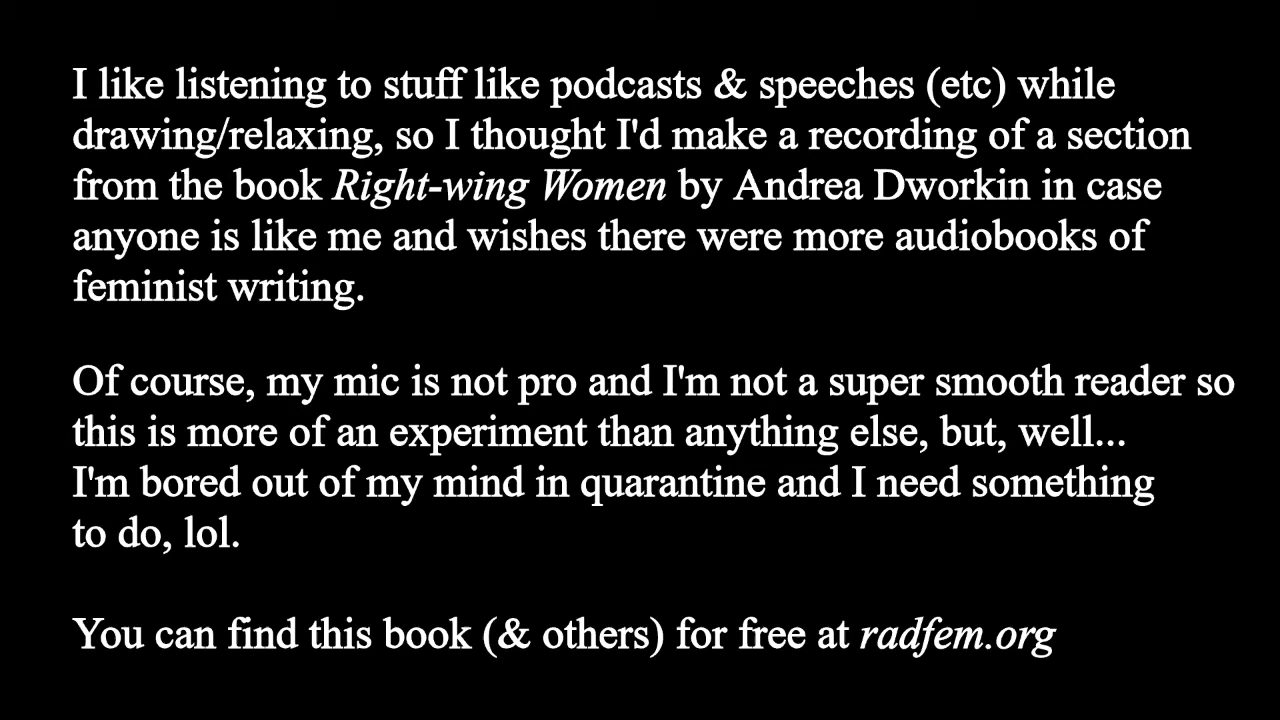 I like listening to stuff like podcasts & speeches (etc) while
drawing/relaxing, so I thought I'd make a recording of a section
from the book Right-wing Women by Andrea Dworkin in case
anyone is like me and wishes there were more audiobooks of
feminist writing.
Of course, my mic is not pro and I'm not a super smooth reader so
this is more of an experiment than anything else, but, well...
I'm bored out of my mind in quarantine and I need something
to do, lol.
You can find this book (& others) for free at radfem.org